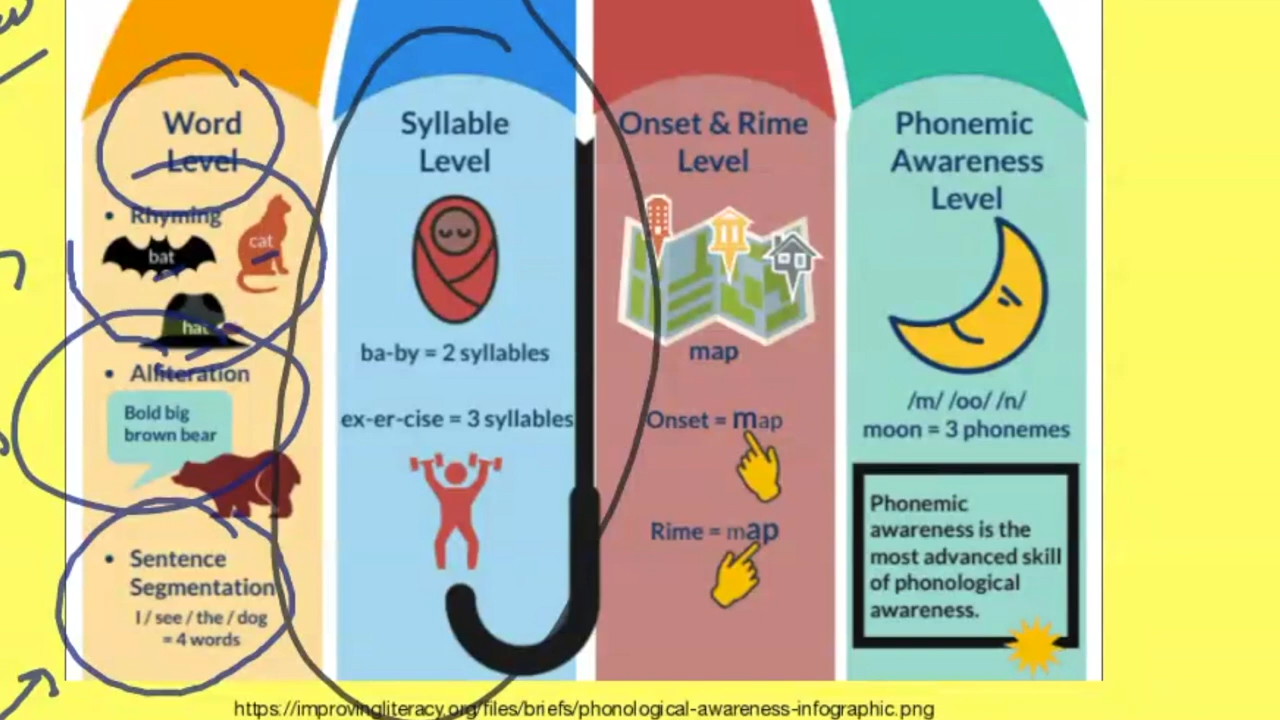 Word
Level
• Rhyming
bat
cat
hat
• Alliteration
Bold big
brown bear
• Sentence
Segmentation
I / see / the / dog
= 4 words
Syllable
Level
ba-by = 2 syllables
ex-er-cise = 3 syllables
Onset & Rime
Level
map
Onset = map
Rime = map
Phonemic
Awareness
Level
/m/ /oo/ /n/
moon = 3 phonemes
Phonemic
awareness is the
most advanced skill
of phonological
awareness.
https://improvingliteracy.org/files/briefs/phonological-awareness-infographic.png